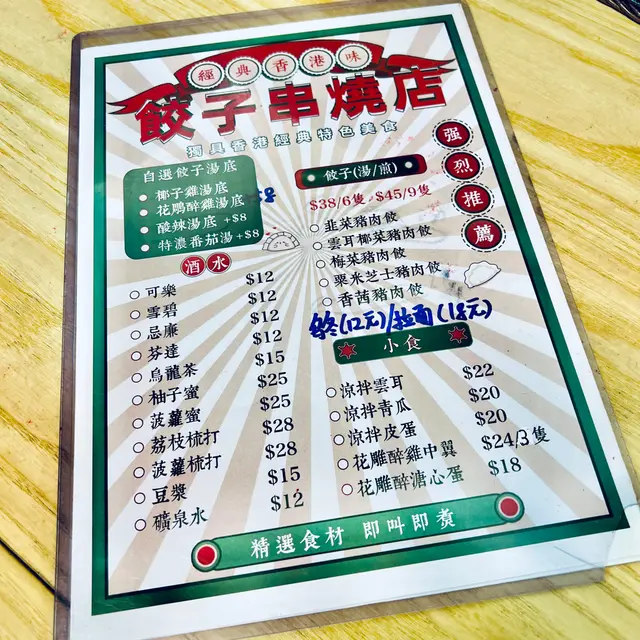 經典香港味
餃子串燒店
獨具香港經典特色美食
强烈推薦
自選餃子湯底
椰子雞湯底
花鵰醉雞湯底
酸辣湯底 +$8
特濃番茄湯+$8
餃子(湯/煎)
$38/6隻 $45/9隻
韭菜豬肉餃
雲耳椰菜豬肉餃
梅菜豬肉餃
粟米芝士豬肉餃
香茜豬肉餃
(12元)/拉面(18元)
酒水
可樂 $12
雪碧 $12
忌廉 $12
芬達 $12
烏龍茶 $15
柚子蜜 $25
菠蘿蜜 $25
荔枝梳打 $28
菠蘿梳打 $28
豆漿 $15
礦泉水 $12
小食
涼拌雲耳 $22
涼拌青瓜 $20
涼拌皮蛋 $20
花雕醉雞中翼 $24/3隻
花雕醉溏心蛋 $18
精選食材 即叫即煑